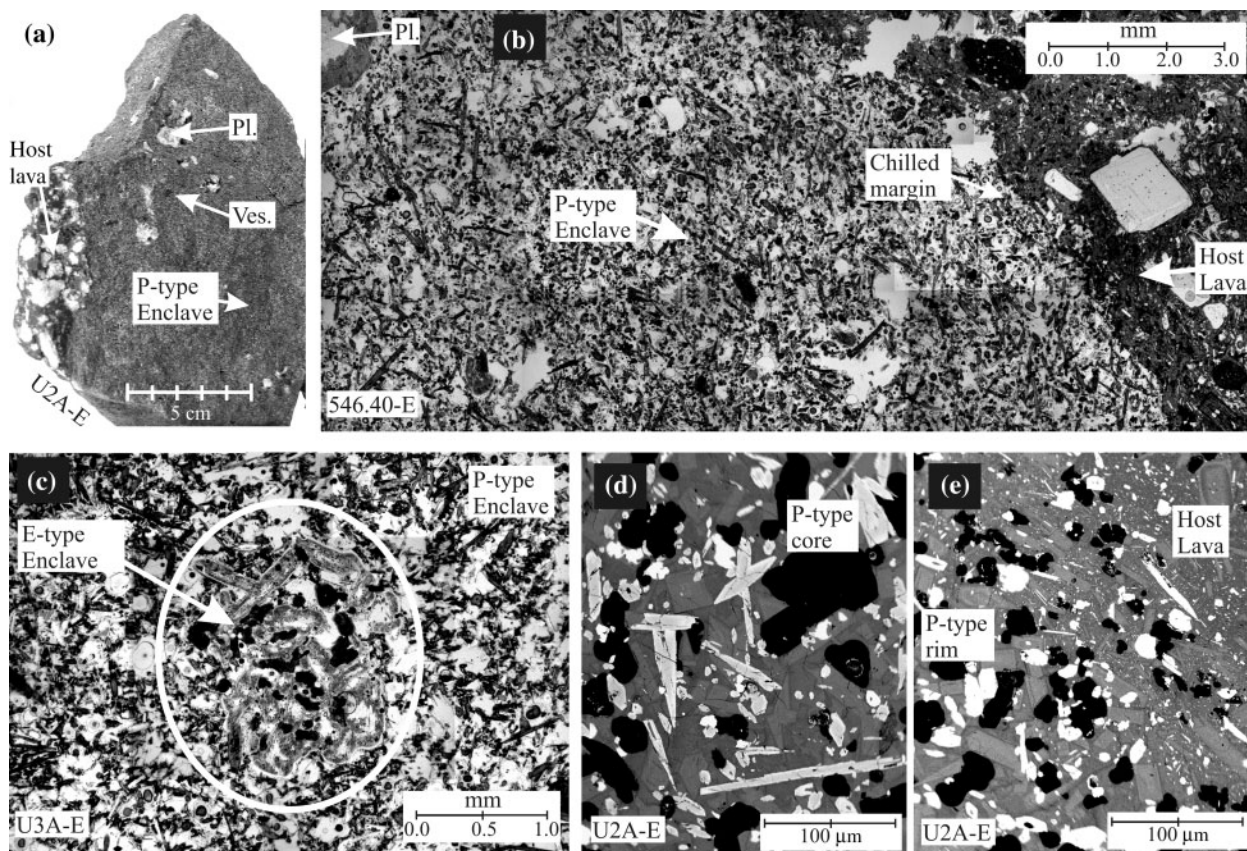 (a)
Pl.
Host
lava
Ves.
P-type
Enclave
5 cm
U2A-E
Pl.
(b)
mm
0.0 1.0 2.0 3.0
Chilled
margin
P-type
Enclave
Host
Lava
546.40-E
(c)
P-type
Enclave
E-type
Enclave
mm
0.0 0.5 1.0
U3A-E
(d)
P-type
core
U2A-E
100 µm
(e)
Host
Lava
P-type
rim
U2A-E
100 µm